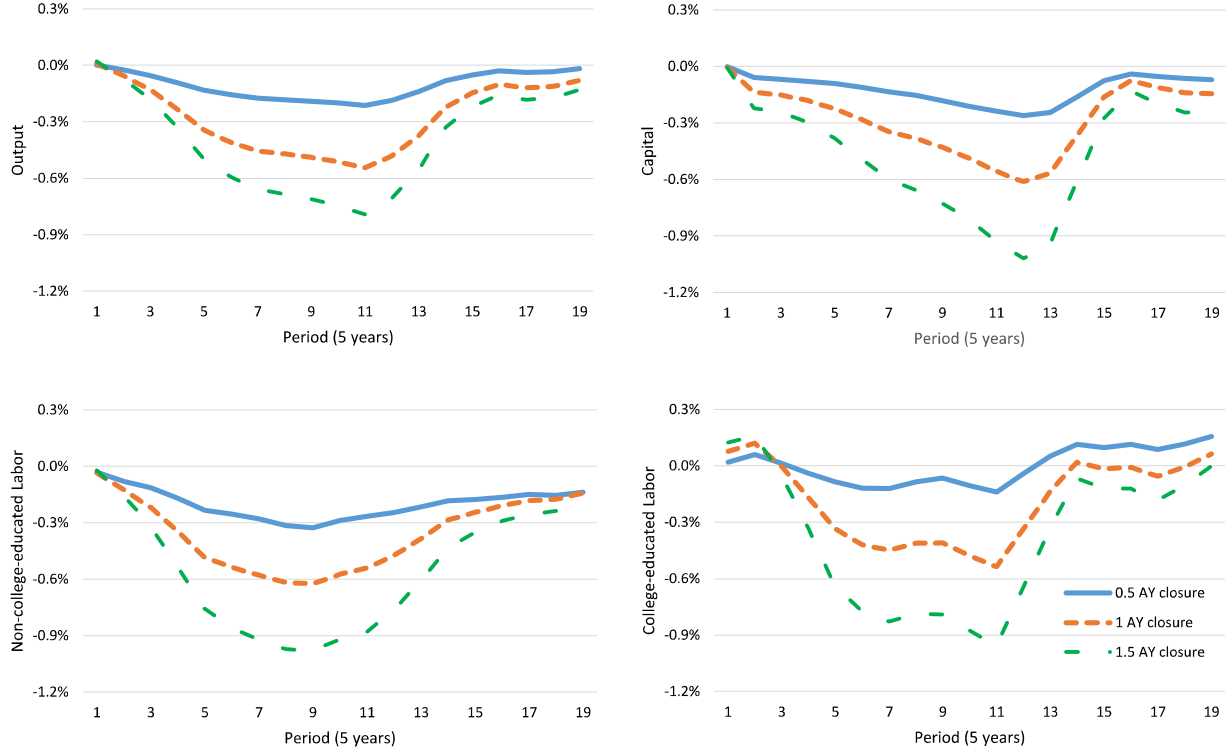 0.3%
0.0%
-0.3%
-0.6%
-0.9%
-1.2%
Output
1 3 5 7 9 11 13 15 17 19
Period (5 years)
0.3%
0.0%
-0.3%
-0.6%
-0.9%
-1.2%
Capital
1 3 5 7 9 11 13 15 17 19
Period (5 years)
0.3%
0.0%
-0.3%
-0.6%
-0.9%
-1.2%
Non-college-educated Labor
1 3 5 7 9 11 13 15 17 19
Period (5 years)
0.3%
0.0%
-0.3%
-0.6%
-0.9%
-1.2%
College-educated Labor
0.5 AY closure
1 AY closure
1.5 AY closure
1 3 5 7 9 11 13 15 17 19
Period (5 years)